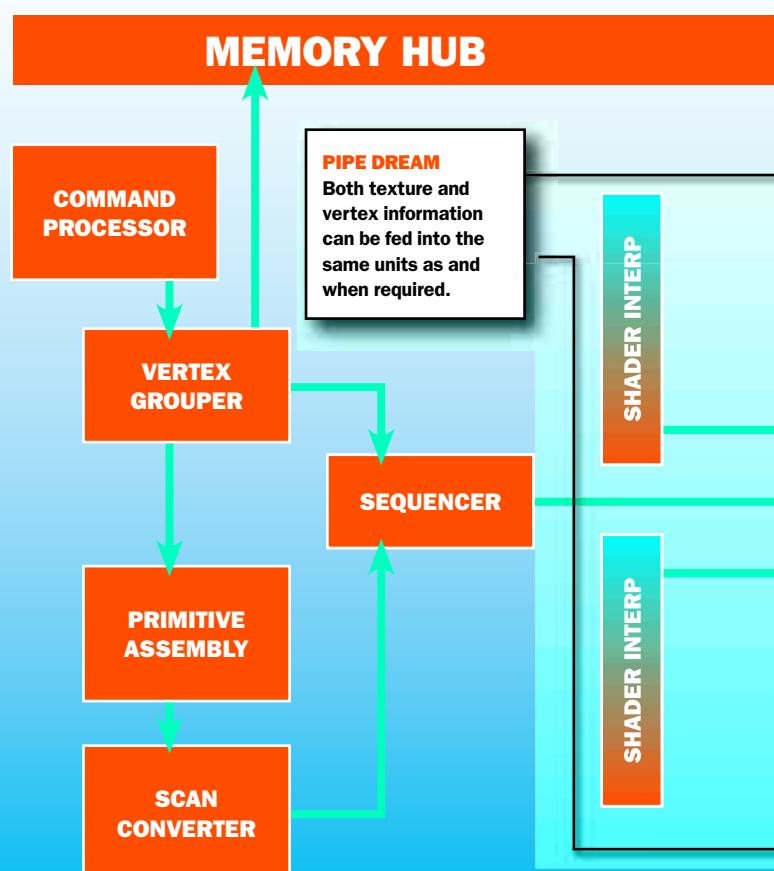 MEMORY HUB
COMMAND
PROCESSOR
PIPE DREAM
Both texture and
vertex information
can be fed into the
same units as and
when required.
SHADER INTERP
VERTEX
GROUPER
SEQUENCER
PRIMITIVE
ASSEMBLY
SHADER INTERP
SCAN
CONVERTER